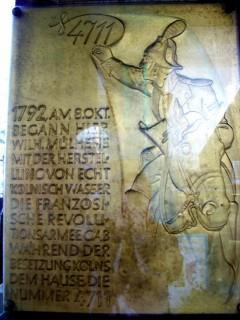 4711
1792, AM 8. OKT.
BEGANN HIER
WILH. MÜLHENS
MIT DER HERSTEL
LUNG VON ECHT
KÖLNISCH WASSER
DIE FRANZÖSI
SCHE REVOLU
TIONSARMEE GAB
WÄHREND DER
BESETZUNG KÖLNS
DEM HAUSE DIE
NUMMER 4711